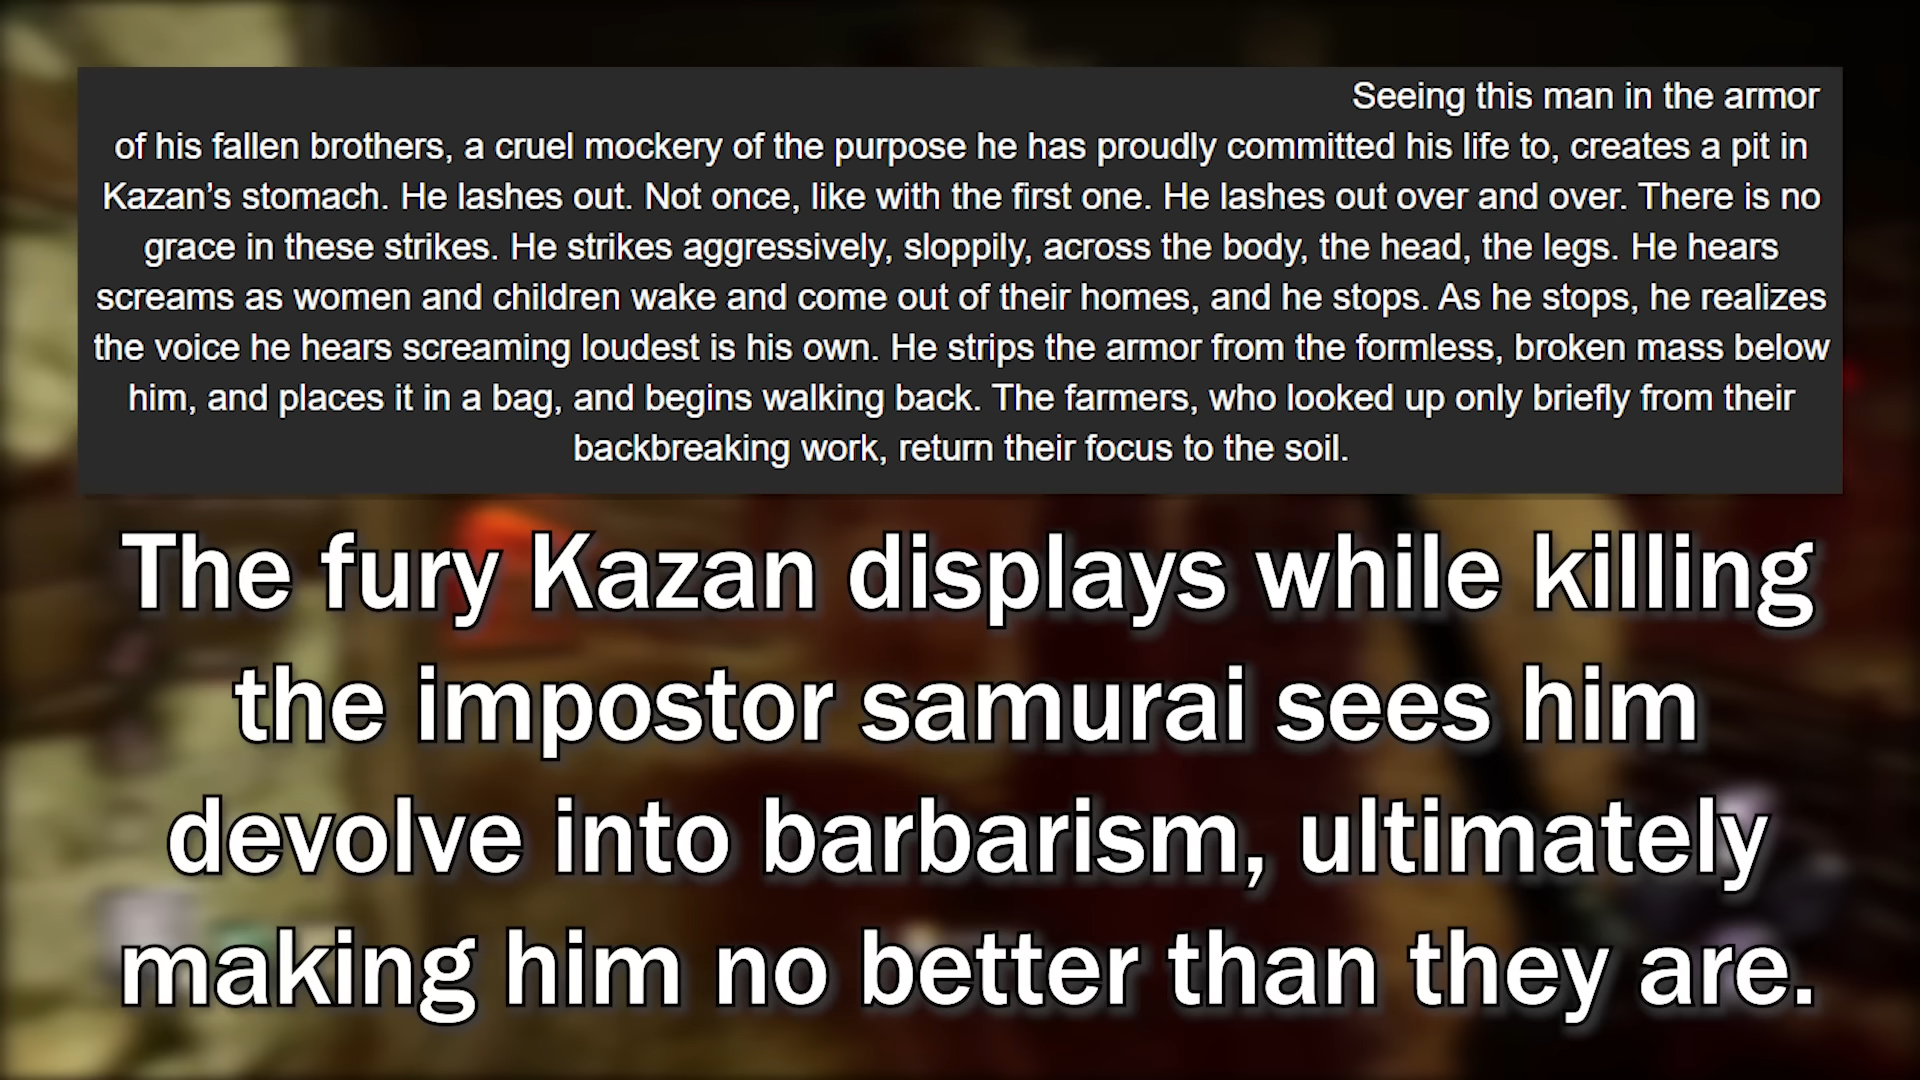 Seeing this man in the armor
of his fallen brothers, a cruel mockery of the purpose he has proudly committed his life to, creates a pit in
Kazan’s stomach. He lashes out. Not once, like with the first one. He lashes out over and over. There is no
grace in these strikes. He strikes aggressively, sloppily, across the body, the head, the legs. He hears
screams as women and children wake and come out of their homes, and he stops. As he stops, he realizes
the voice he hears screaming loudest is his own. He strips the armor from the formless, broken mass below
him, and places it in a bag, and begins walking back. The farmers, who looked up only briefly from their
backbreaking work, return their focus to the soil.
The fury Kazan displays while killing
the impostor samurai sees him
devolve into barbarism, ultimately
making him no better than they are.